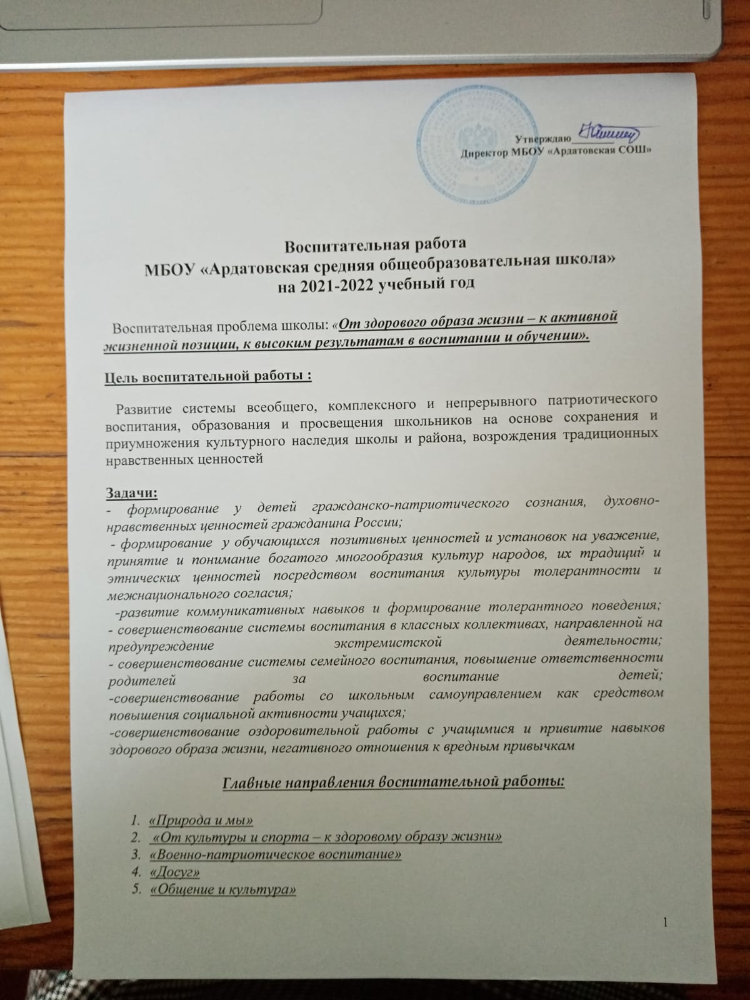 Утверждаю
Директор МБОУ «Ардатовская СОШ»
Воспитательная работа
МБОУ «Ардатовская средняя общеобразовательная школа»
на 2021-2022 учебный год
Воспитательная проблема школы: «От здорового образа жизни – к активной
жизненной позиции, к высоким результатам в воспитании и обучении».
Цель воспитательной работы :
Развитие системы всеобщего, комплексного и непрерывного патриотического
воспитания, образования и просвещения школьников на основе сохранения и
приумножения культурного наследия школы и района, возрождения традиционных
нравственных ценностей
Задачи:
- формирование у детей гражданско-патриотического сознания, духовно-
нравственных ценностей гражданина России;
- формирование у обучающихся позитивных ценностей и установок на уважение,
принятие и понимание богатого многообразия культур народов, их традиций и
этнических ценностей посредством воспитания культуры толерантности и
межнационального согласия;
-развитие коммуникативных навыков и формирование толерантного поведения;
- совершенствование системы воспитания в классных коллективах, направленной на
предупреждение экстремистской деятельности;
- совершенствование системы семейного воспитания, повышение ответственности
родителей за воспитание детей;
-совершенствование работы со школьным самоуправлением как средством
повышения социальной активности учащихся;
-совершенствование оздоровительной работы с учащимися и привитие навыков
здорового образа жизни, негативного отношения к вредным привычкам
Главные направления воспитательной работы:
1. «Природа и мы»
2. «От культуры и спорта – к здоровому образу жизни»
3. «Военно-патриотическое воспитание»
4. «Досуг»
5. «Общение и культура»
1